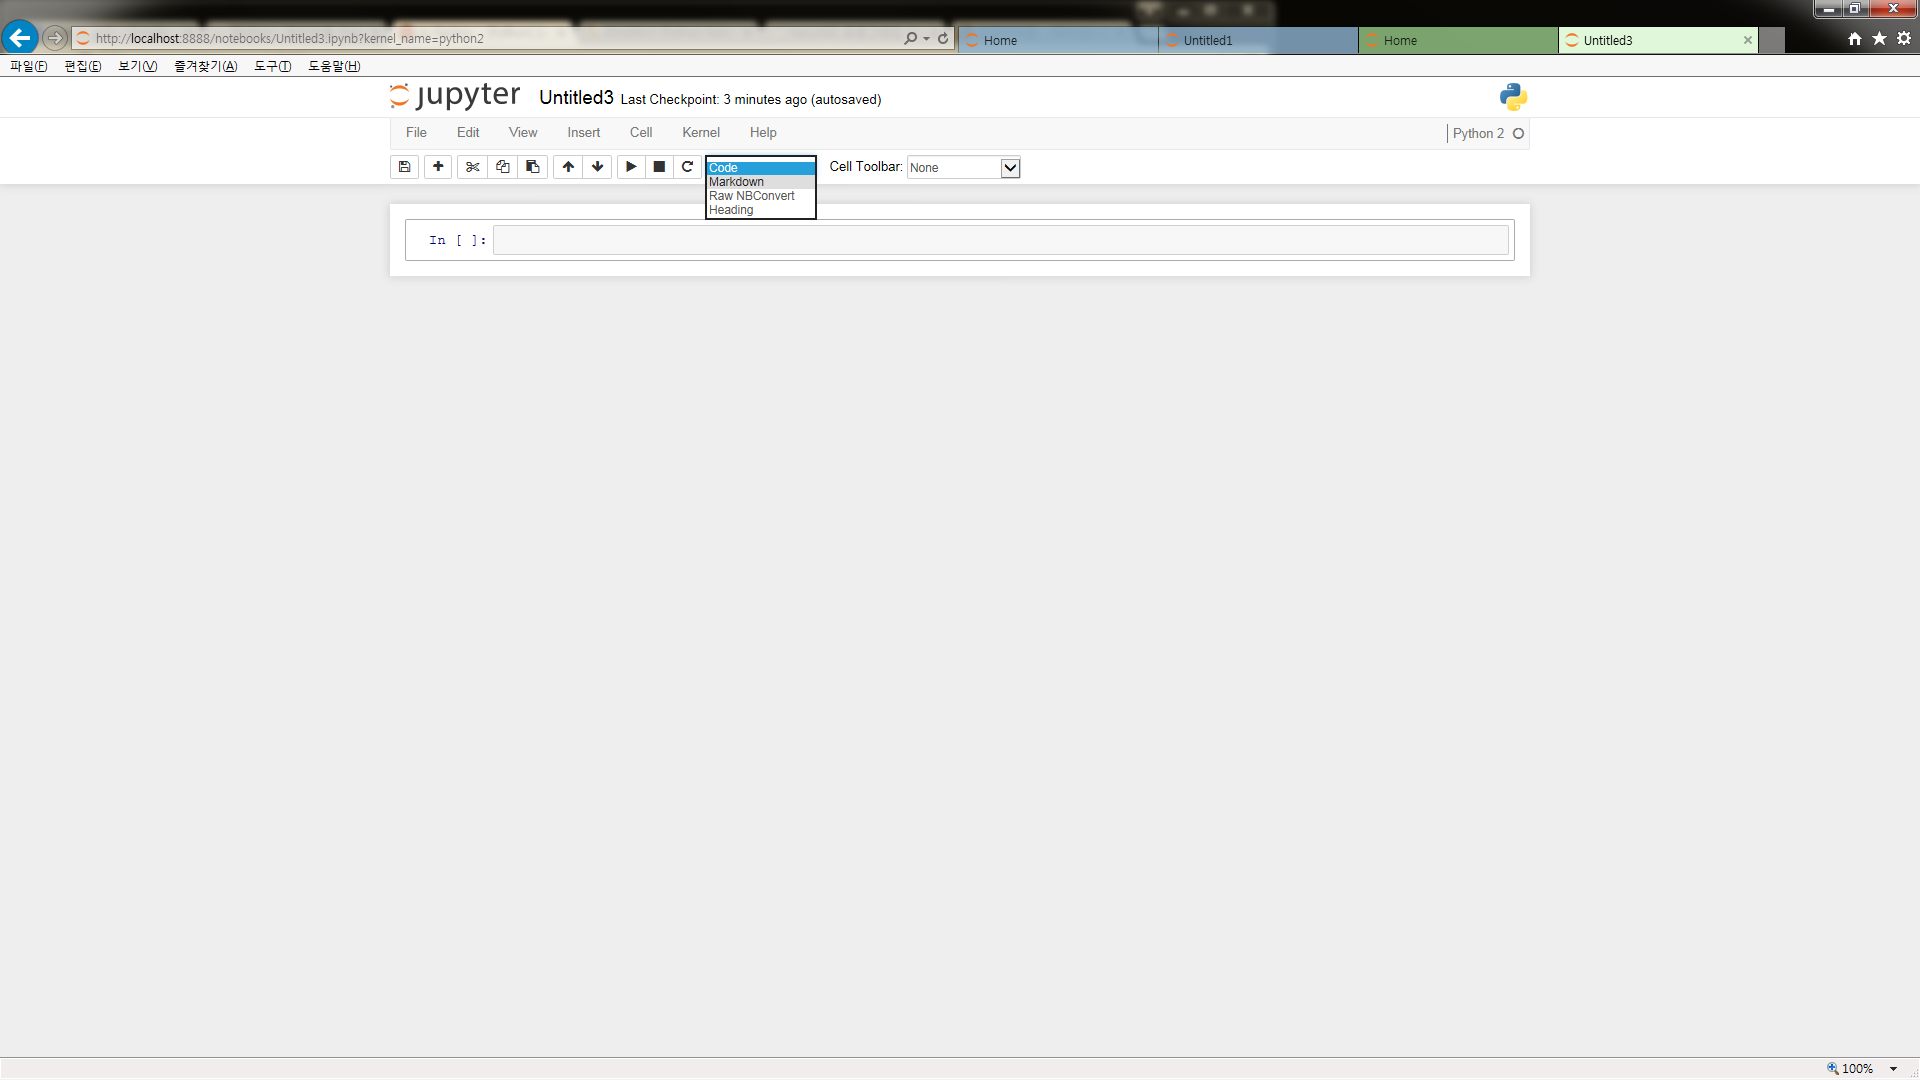 http://localhost:8888/notebooks/Untitled3.ipynb?kernel_name=python2 Home Untitled1 Home Untitled3
파일(F) 편집(E) 보기(V) 즐겨찾기(A) 도구(T) 도움말(H)
jupyter Untitled3 Last Checkpoint: 3 minutes ago (autosaved)
File Edit View Insert Cell Kernel Help Python 2
Code Cell Toolbar: None
Markdown
Raw NBConvert
Heading
In [ ]:
100%